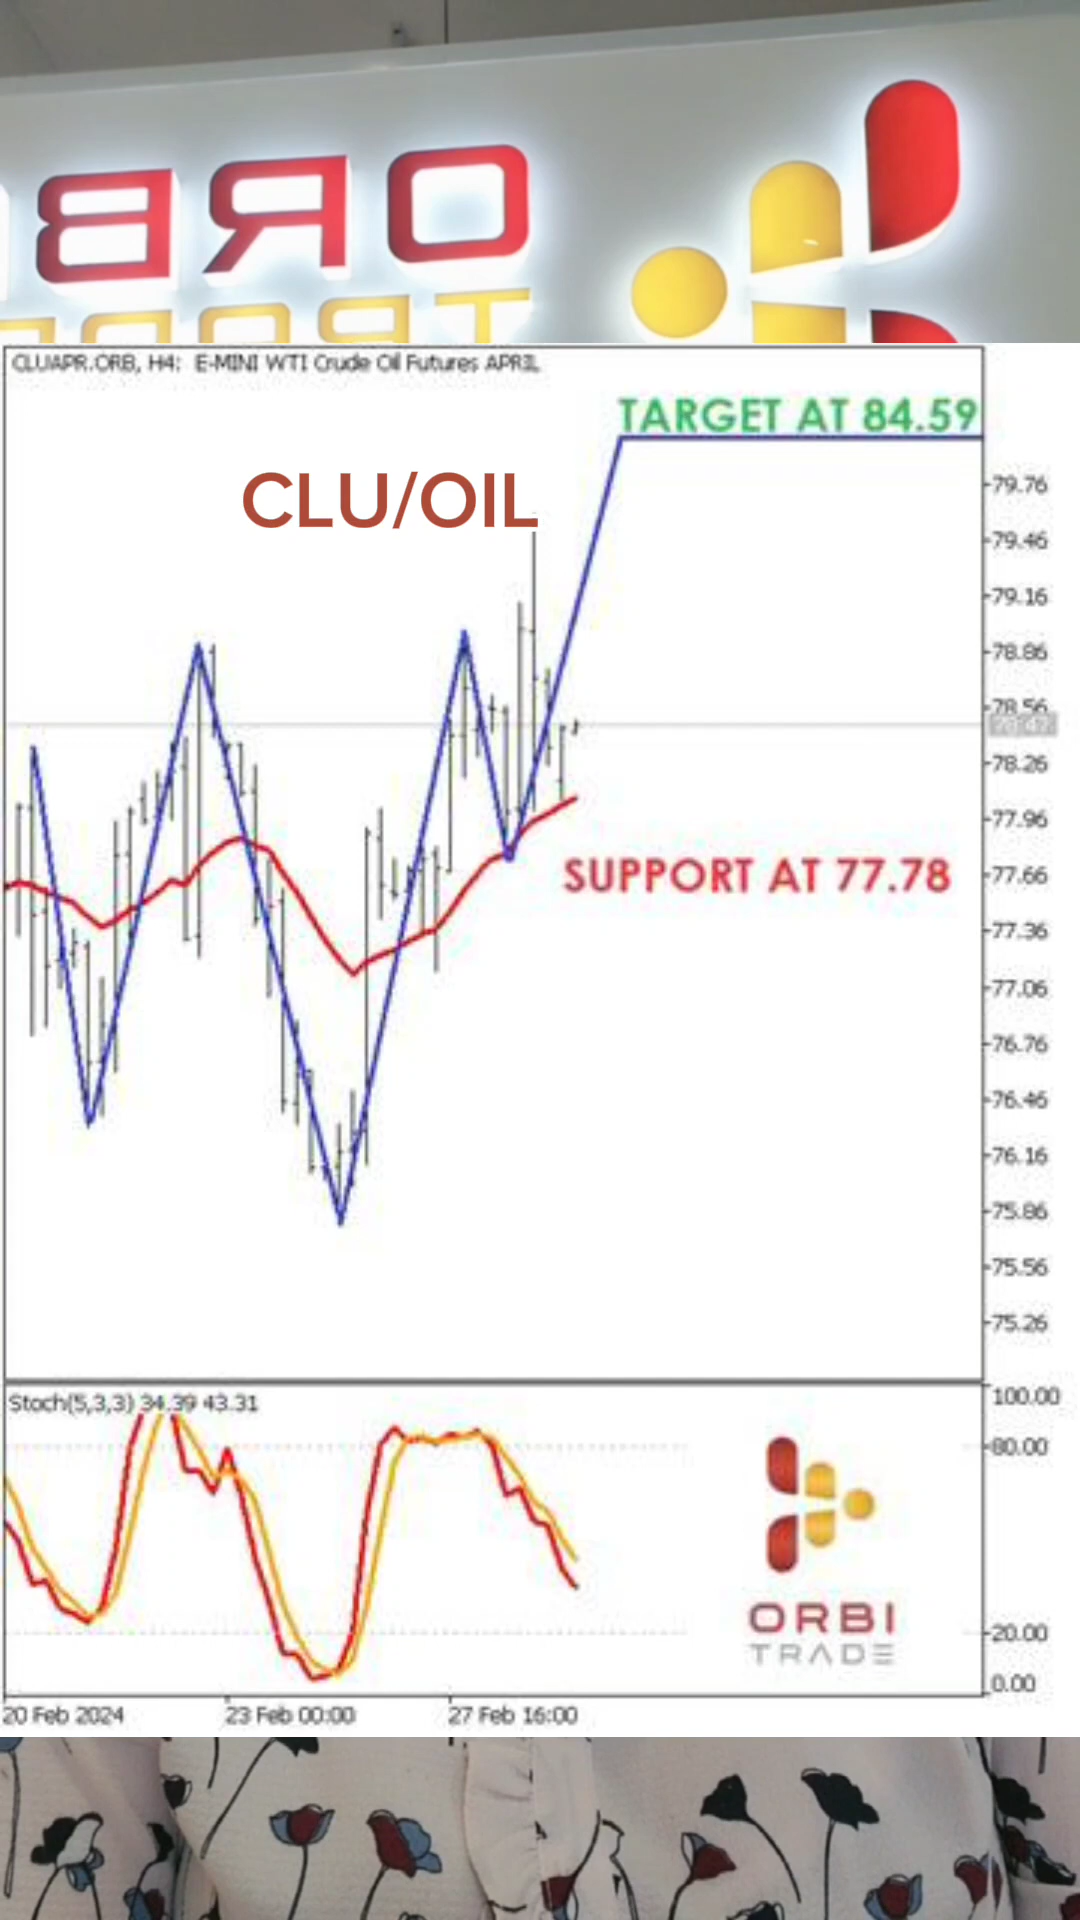 ORB
CLUAPR.ORB, H4: E-MINI WTI Crude Oil Futures APRIL
TARGET AT 84.59
CLU/OIL
79.76
79.46
79.16
78.86
78.56
78.26
77.96
SUPPORT AT 77.78
77.66
77.36
77.06
76.76
76.46
76.16
75.86
75.56
75.26
Stoch(5,3,3) 34.39 43.31
100.00
80.00
ORBI
TRADE
20.00
0.00
20 Feb 2024
23 Feb 00:00
27 Feb 16:00